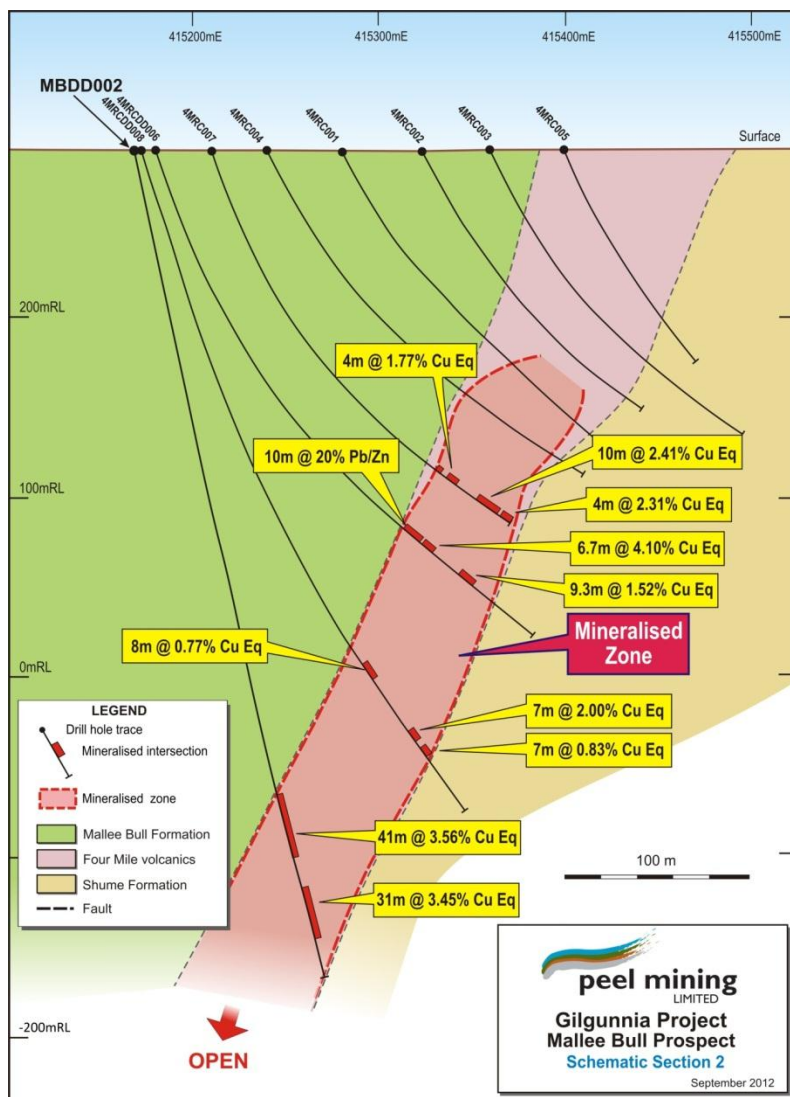 415200mE
415300mE
415400mE
415500mE
MBDD002
4MRCDD008
4MRCDD006
4MRC007
4MRC004
4MRC001
4MRC002
4MRC003
4MRC005
Surface
200mRL
4m @ 1.77% Cu Eq
10m @ 20% Pb/Zn
10m @ 2.41% Cu Eq
100mRL
4m @ 2.31% Cu Eq
6.7m @ 4.10% Cu Eq
9.3m @ 1.52% Cu Eq
Mineralised
Zone
8m @ 0.77% Cu Eq
0mRL
7m @ 2.00% Cu Eq
7m @ 0.83% Cu Eq
LEGEND
Drill hole trace
Mineralised intersection
Mineralised zone
Mallee Bull Formation
Four Mile volcanics
Shume Formation
Fault
41m @ 3.56% Cu Eq
31m @ 3.45% Cu Eq
100 m
peel mining
LIMITED
Gilgunnia Project
Mallee Bull Prospect
Schematic Section 2
September 2012
-200mRL
OPEN